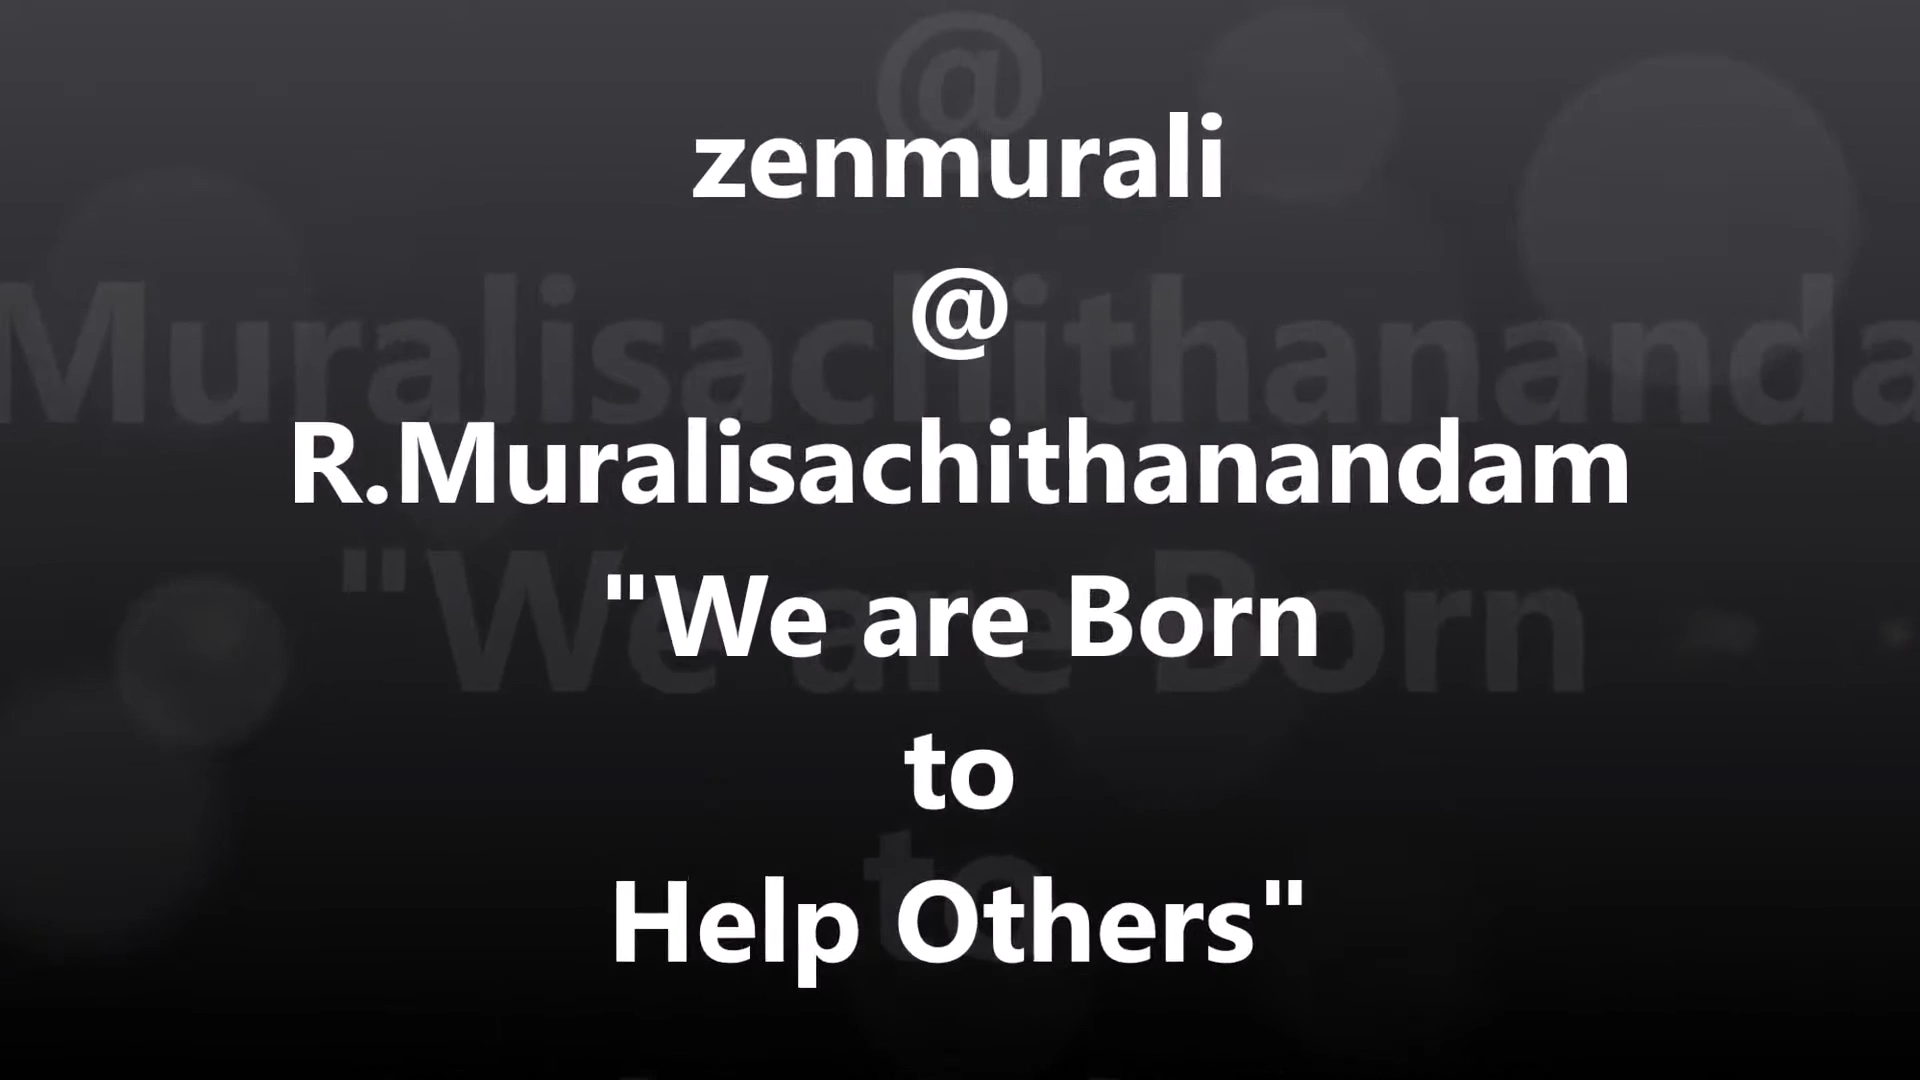 zenmurali
@
R.Muralisachithanandam
"We are Born
to
Help Others"